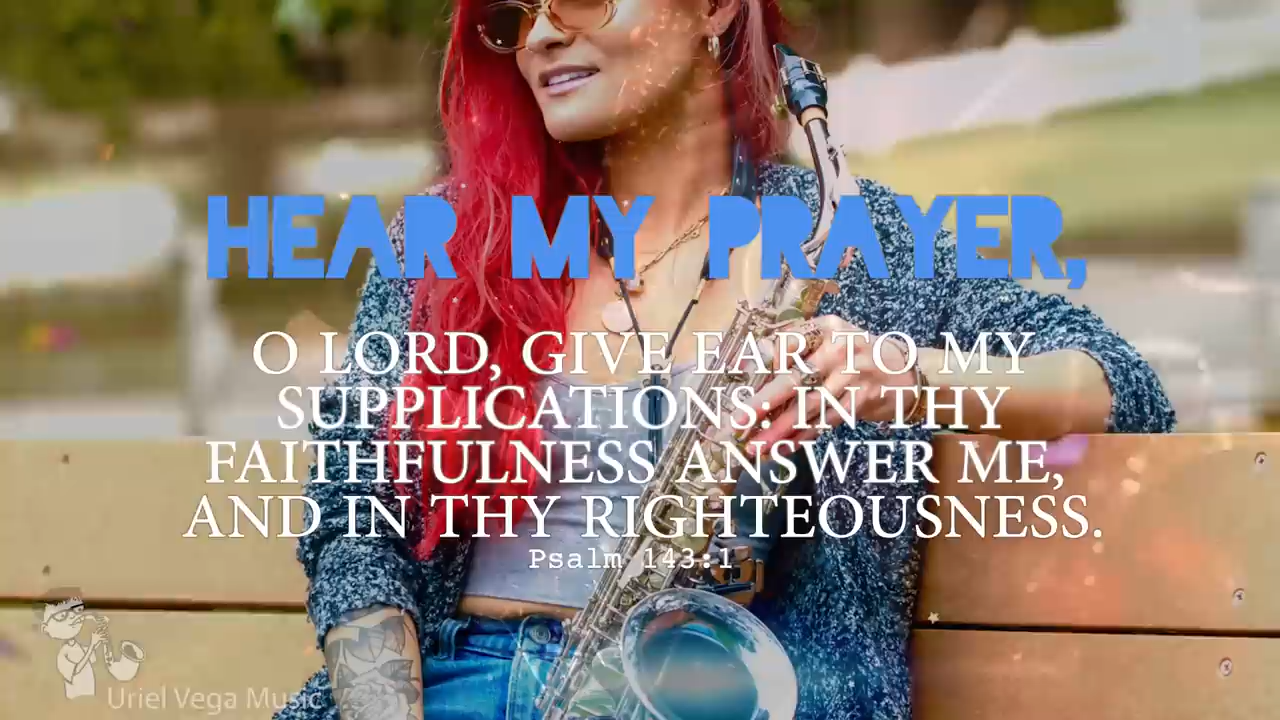 HEAR MY PRAYER,
O LORD, GIVE EAR TO MY
SUPPLICATIONS: IN THY
FAITHFULNESS ANSWER ME,
AND IN THY RIGHTEOUSNESS.
Psalm 143:1
Uriel Vega Music